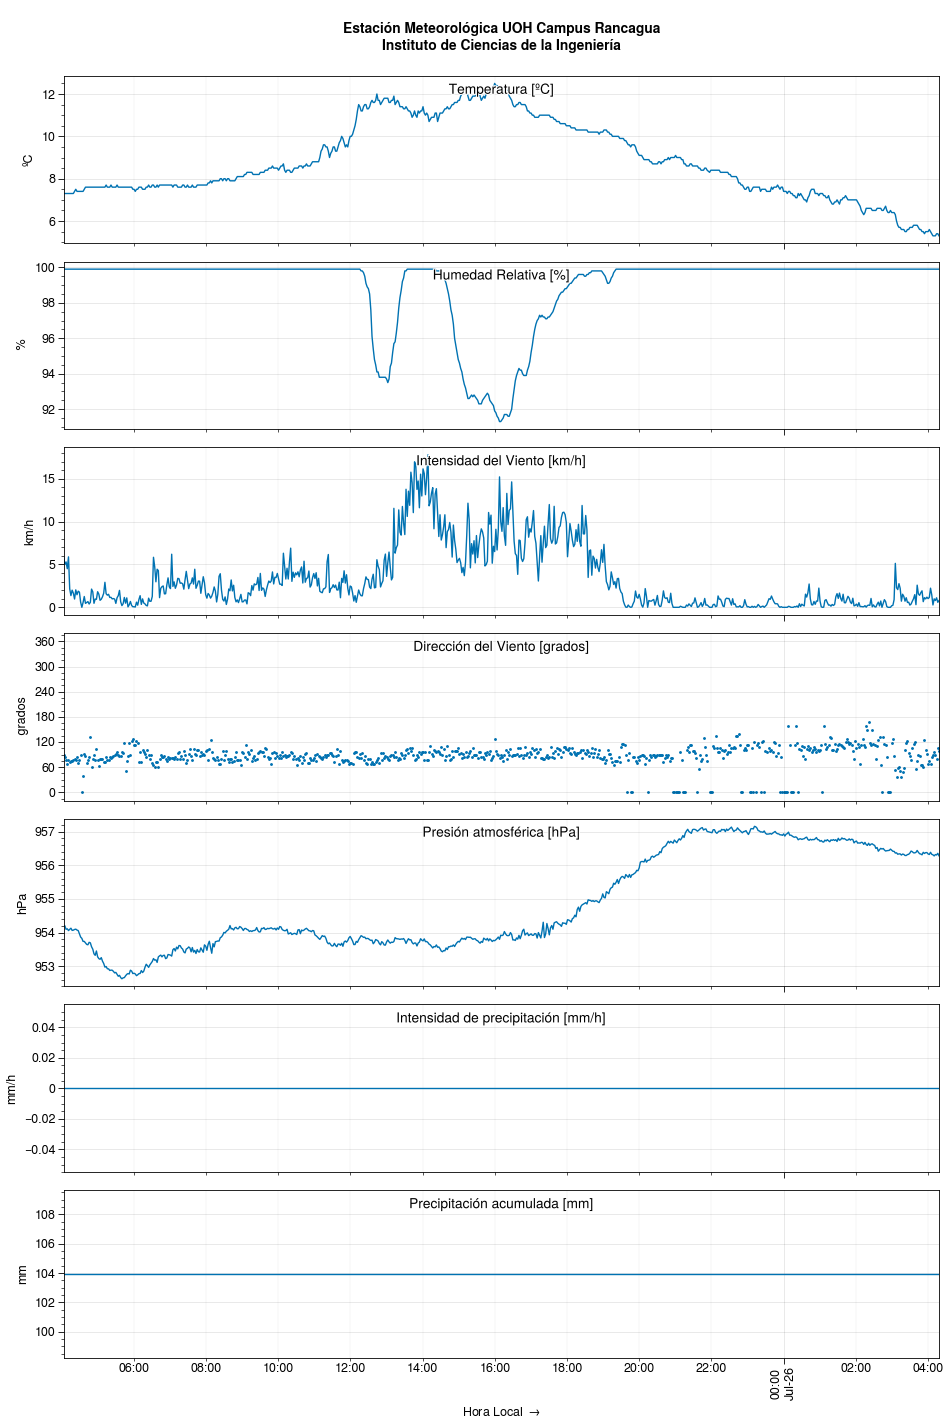 Estación Meteorológica UOH Campus Rancagua
Instituto de Ciencias de la Ingeniería
Temperatura [ºC]
ºC
12
10
8
6
Humedad Relativa [%]
%
100
98
96
94
92
Intensidad del Viento [km/h]
km/h
15
10
5
0
Dirección del Viento [grados]
grados
360
300
240
180
120
60
0
Presión atmosférica [hPa]
hPa
957
956
955
954
953
Intensidad de precipitación [mm/h]
mm/h
0.04
0.02
0
−0.02
−0.04
Precipitación acumulada [mm]
mm
108
106
104
102
100
06:00 08:00 10:00 12:00 14:00 16:00 18:00 20:00 22:00 00:00 02:00 04:00
Jul-26
Hora Local →